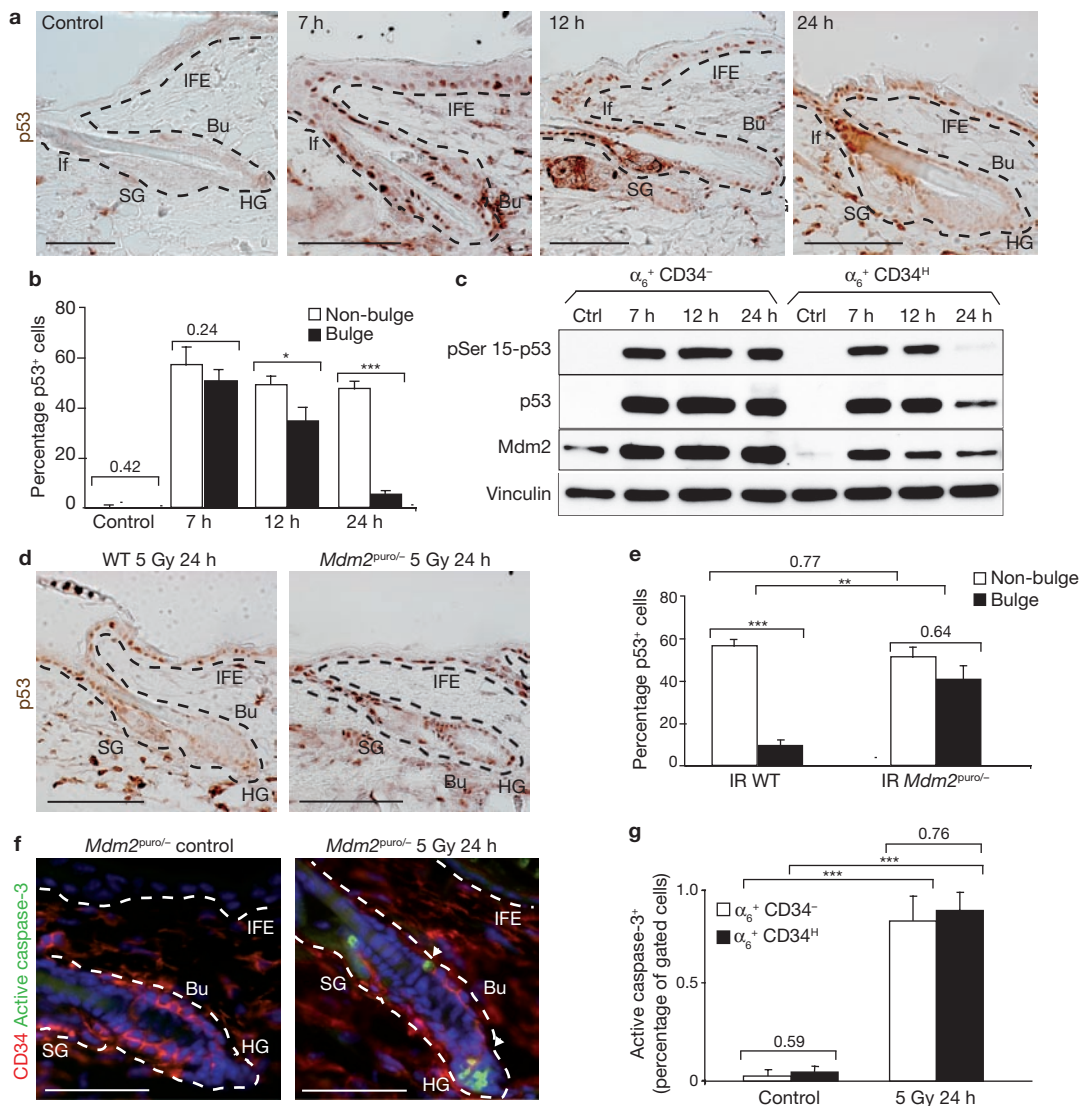 a
Control
7 h
12 h
24 h
p53
IFE
Bu
If
SG
HG
IFE
If
Bu
IFE
If
Bu
SG
IFE
If
Bu
SG
HG
b
Percentage p53⁺ cells
80
60
40
20
0
Non-bulge
Bulge
0.42
0.24
*
***
Control
7 h
12 h
24 h
c
α₆⁺ CD34⁻
α₆⁺ CD34ᴴ
Ctrl 7 h 12 h 24 h Ctrl 7 h 12 h 24 h
pSer 15-p53
p53
Mdm2
Vinculin
d
WT 5 Gy 24 h
Mdm2ᵖᵘʳᵒ/⁻ 5 Gy 24 h
p53
IFE
Bu
SG
HG
IFE
SG
Bu
HG
e
Percentage p53⁺ cells
80
60
40
20
0
0.77
**
***
0.64
Non-bulge
Bulge
IR WT
IR Mdm2ᵖᵘʳᵒ/⁻
f
Mdm2ᵖᵘʳᵒ/⁻ control
Mdm2ᵖᵘʳᵒ/⁻ 5 Gy 24 h
CD34 Active caspase-3
IFE
Bu
SG
HG
IFE
Bu
SG
HG
g
Active caspase-3⁺
(percentage of gated cells)
1.0
0.5
0
0.76
***
***
α₆⁺ CD34⁻
α₆⁺ CD34ᴴ
0.59
Control
5 Gy 24 h